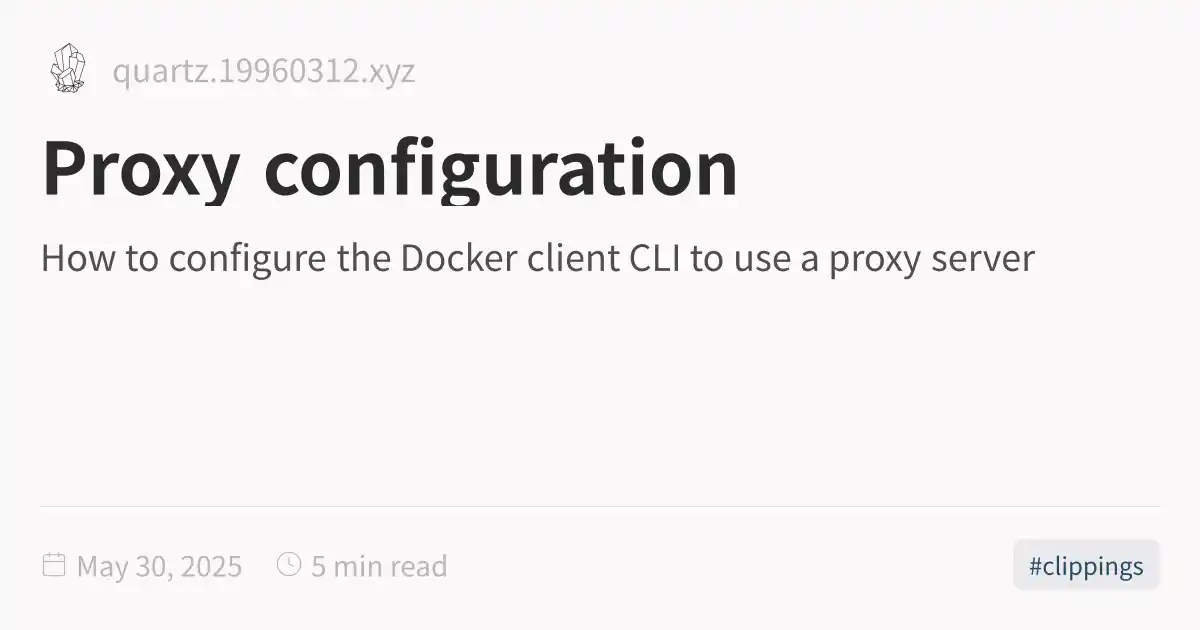 quartz.19960312.xyz
Proxy configuration
How to configure the Docker client CLI to use a proxy server
May 30, 2025 5 min read
#clippings